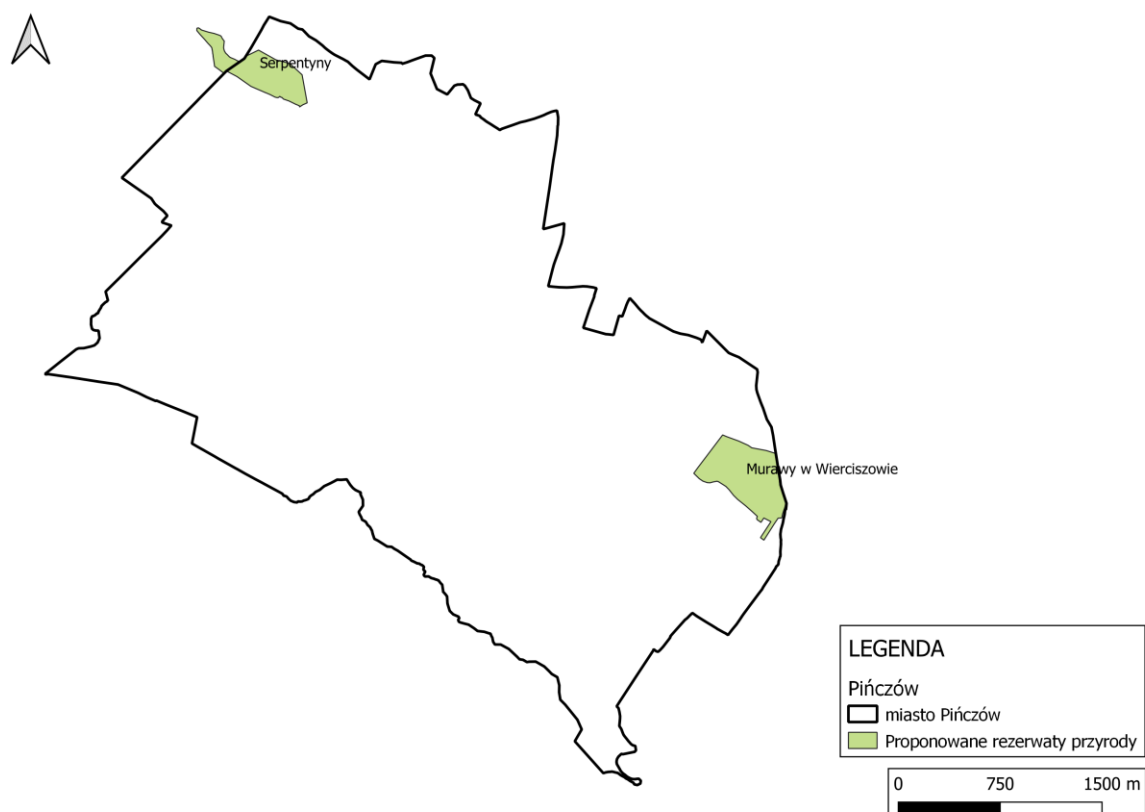 Serpentyny
Murawy w Wierciszowie
LEGENDA
Pińczów
miasto Pińczów
Proponowane rezerwaty przyrody
0 750 1500 m